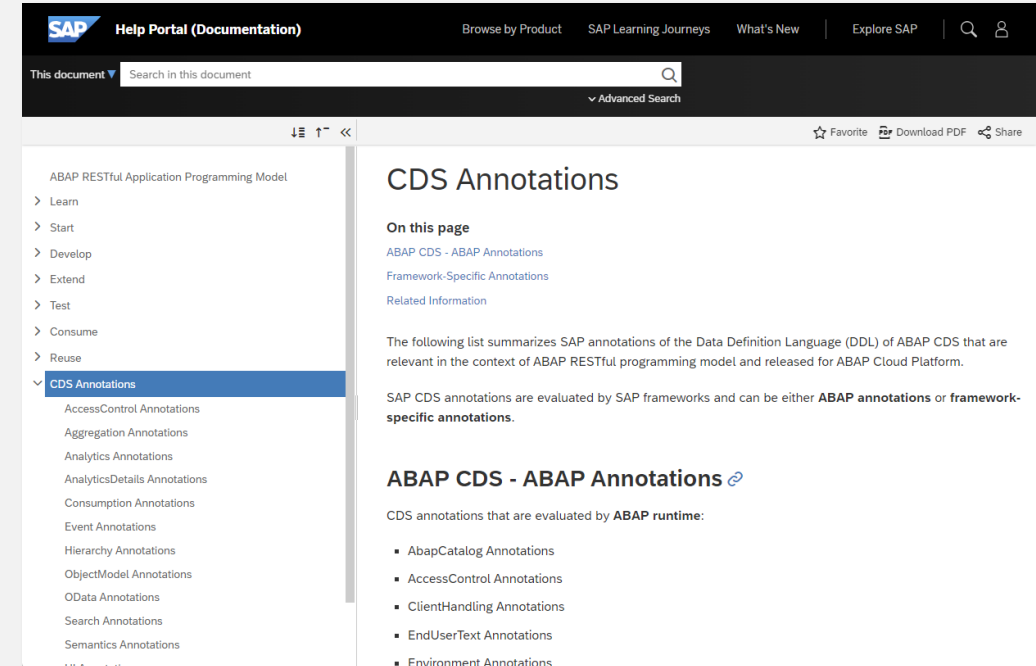 SAP Help Portal (Documentation) Browse by Product SAP Learning Journeys What's New Explore SAP
This document Search in this document
Advanced Search
Favorite PDF Download PDF Share
ABAP RESTful Application Programming Model
Learn
Start
Develop
Extend
Test
Consume
Reuse
CDS Annotations
AccessControl Annotations
Aggregation Annotations
Analytics Annotations
AnalyticsDetails Annotations
Consumption Annotations
Event Annotations
Hierarchy Annotations
ObjectModel Annotations
OData Annotations
Search Annotations
Semantics Annotations
CDS Annotations
On this page
ABAP CDS - ABAP Annotations
Framework-Specific Annotations
Related Information
The following list summarizes SAP annotations of the Data Definition Language (DDL) of ABAP CDS that are
relevant in the context of ABAP RESTful programming model and released for ABAP Cloud Platform.
SAP CDS annotations are evaluated by SAP frameworks and can be either ABAP annotations or framework-
specific annotations.
ABAP CDS - ABAP Annotations
CDS annotations that are evaluated by ABAP runtime:
AbapCatalog Annotations
AccessControl Annotations
ClientHandling Annotations
EndUserText Annotations
Environment Annotations